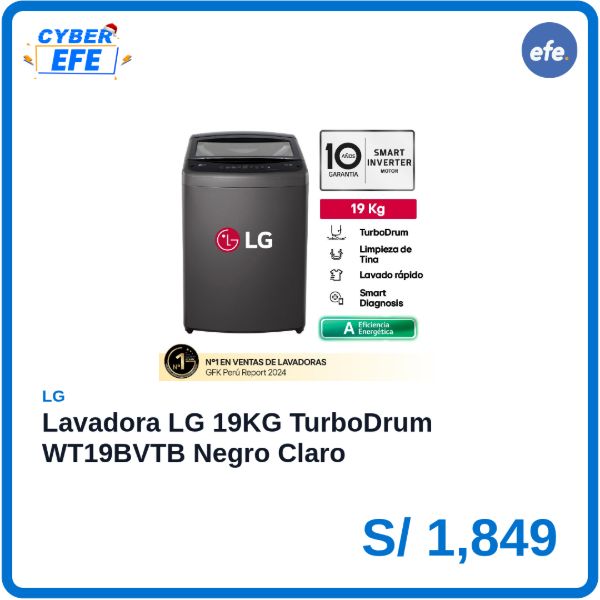 CYBER
EFE
efe.
10
AÑOS
GARANTIA
SMART
INVERTER
MOTOR
19 Kg
TurboDrum
Limpieza de
Tina
Lavado rápido
Smart
Diagnosis
A Eficiencia
Energética
LG
Nº1
Nº1 EN VENTAS DE LAVADORAS
GFK Perú Report 2024
LG
Lavadora LG 19KG TurboDrum
WT19BVTB Negro Claro
S/ 1,849